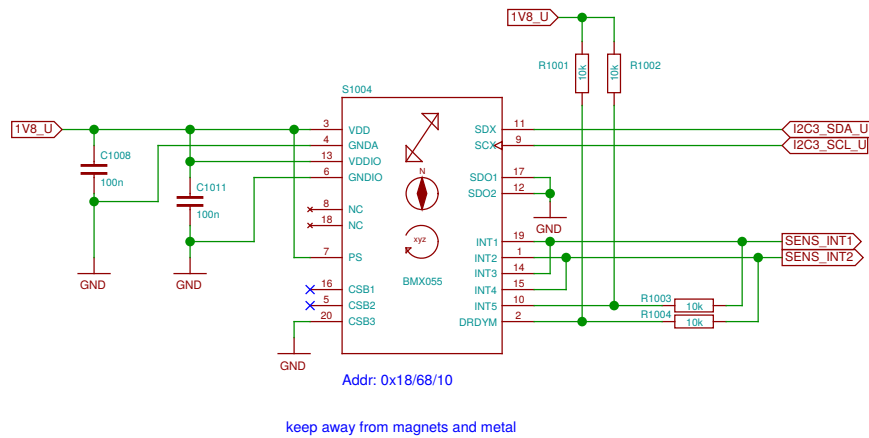 1V8_U
R1001
10k
10k
R1002
S1004
1V8_U
3
VDD
4
GNDA
13
VDDIO
6
GNDIO
8
NC
18
NC
7
PS
16
CSB1
5
CSB2
20
CSB3
C1008
100n
C1011
100n
GND
GND
GND
N
xyz
BMX055
SDX
11
SCX
9
SDO1
17
SDO2
12
GND
INT1
19
INT2
1
INT3
14
INT4
15
INT5
10
DRDYM
2
I2C3_SDA_U
I2C3_SCL_U
SENS_INT1
SENS_INT2
R1003
10k
R1004
10k
Addr: 0x18/68/10
keep away from magnets and metal